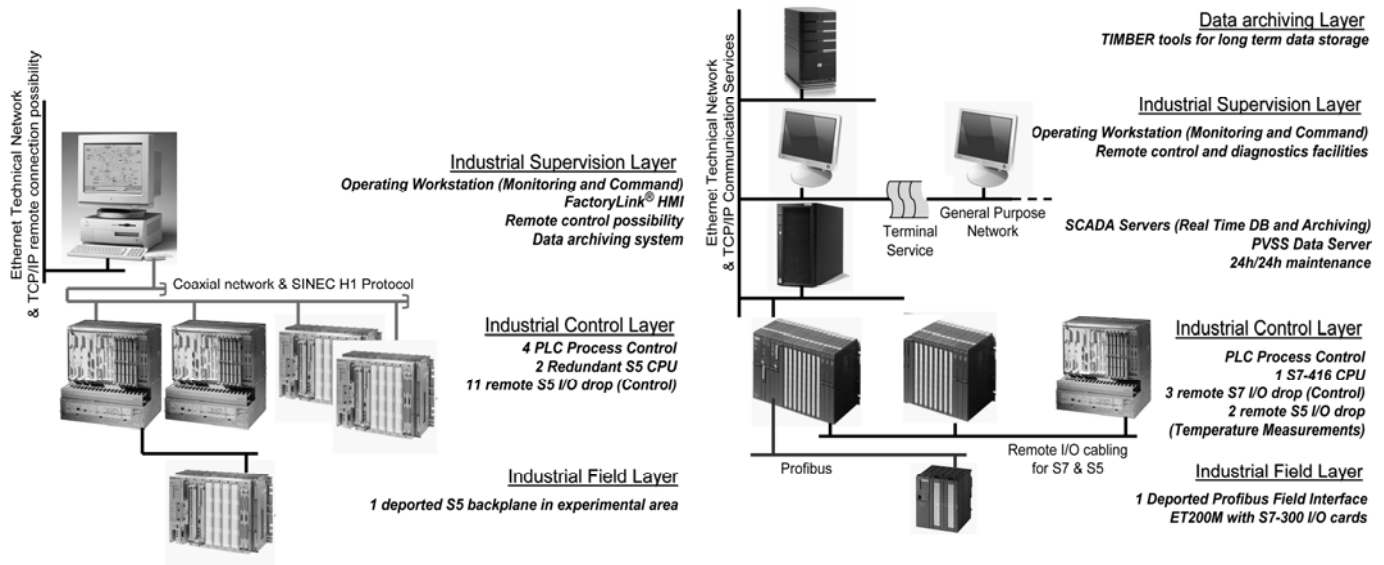 Ethernet Technical Network
& TCP/IP remote connection possibility
Industrial Supervision Layer
Operating Workstation (Monitoring and Command)
FactoryLink® HMI
Remote control possibility
Data archiving system
Coaxial network & SINEC H1 Protocol
Industrial Control Layer
4 PLC Process Control
2 Redundant S5 CPU
11 remote S5 I/O drop (Control)
Industrial Field Layer
1 deported S5 backplane in experimental area
Ethernet Technical Network
& TCP/IP Communication Services
Data archiving Layer
TIMBER tools for long term data storage
Industrial Supervision Layer
Operating Workstation (Monitoring and Command)
Remote control and diagnostics facilities
Terminal
Service
General Purpose
Network
SCADA Servers (Real Time DB and Archiving)
PVSS Data Server
24h/24h maintenance
Industrial Control Layer
PLC Process Control
1 S7-416 CPU
3 remote S7 I/O drop (Control)
2 remote S5 I/O drop
(Temperature Measurements)
Profibus
Remote I/O cabling
for S7 & S5
Industrial Field Layer
1 Deported Profibus Field Interface
ET200M with S7-300 I/O cards